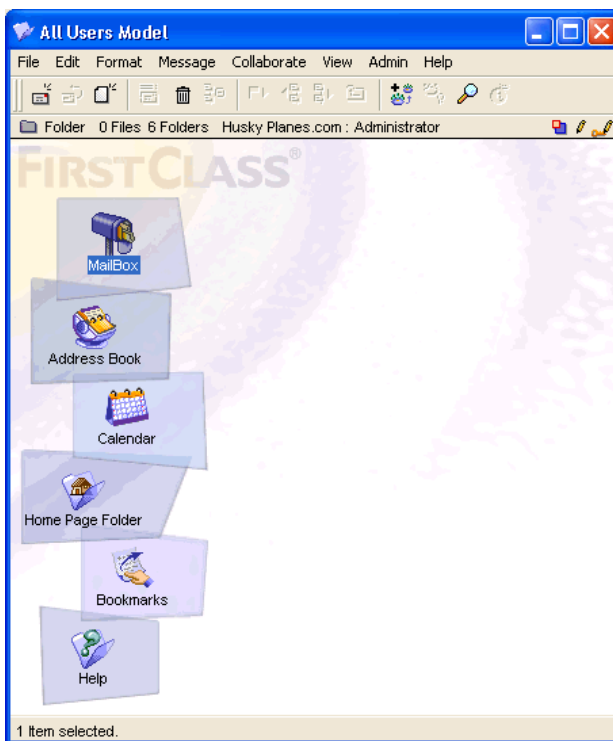 All Users Model
File Edit Format Message Collaborate View Admin Help
Folder 0 Files 6 Folders Husky Planes.com : Administrator
FIRSTCLASS®
MailBox
Address Book
Calendar
Home Page Folder
Bookmarks
Help
1 Item selected.